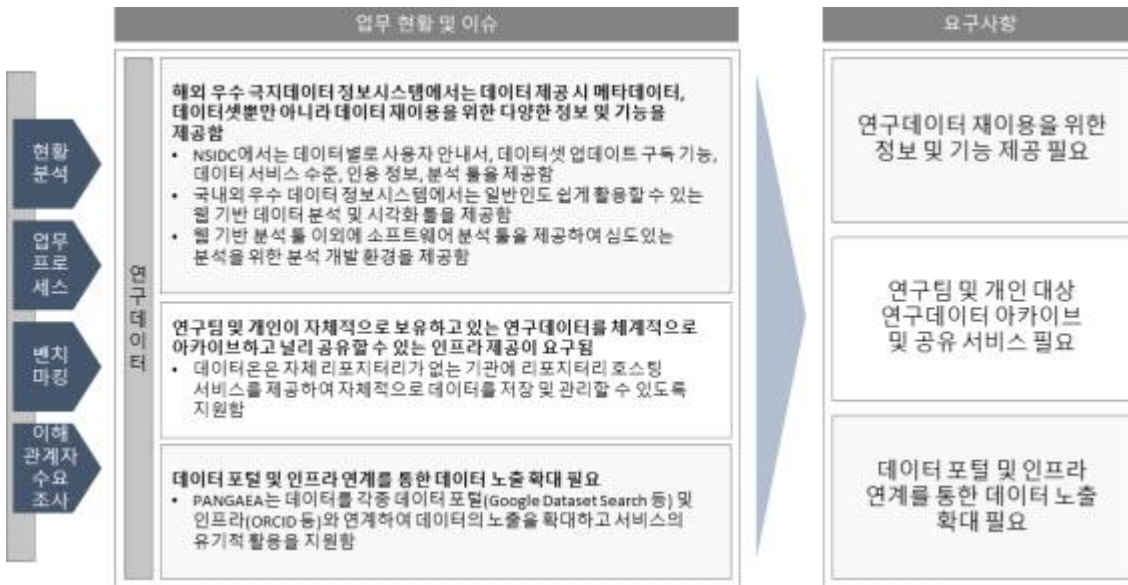 업무 현황 및 이슈
요구사항
현황
분석
업무
프로
세스
벤치
마킹
이해
관계자
수요
조사
연구데이터
해외 우수 극지데이터 정보시스템에서는 데이터 제공 시 메타데이터,
데이터셋뿐만 아니라 데이터 재이용을 위한 다양한 정보 및 기능을
제공함
• NSIDC에서는 데이터별로 사용자 안내서, 데이터셋 업데이트 구독 기능,
데이터 서비스 수준, 인용 정보, 분석 툴을 제공함
• 국내외 우수 데이터 정보시스템에서는 일반인도 쉽게 활용할 수 있는
웹 기반 데이터 분석 및 시각화 툴을 제공함
• 웹 기반 분석 툴 이외에 소프트웨어 분석 툴을 제공하여 심도있는
분석을 위한 분석 개발 환경을 제공함
연구팀 및 개인이 자체적으로 보유하고 있는 연구데이터를 체계적으로
아카이브하고 널리 공유할 수 있는 인프라 제공이 요구됨
• 데이터온은 자체 리포지터리가 없는 기관에 리포지터리 호스팅
서비스를 제공하여 자체적으로 데이터를 저장 및 관리할 수 있도록
지원함
데이터 포털 및 인프라 연계를 통한 데이터 노출 확대 필요
• PANGAEA는 데이터를 각종 데이터 포털(Google Dataset Search 등) 및
인프라(ORCID 등)와 연계하여 데이터의 노출을 확대하고 서비스의
유기적 활용을 지원함
연구데이터 재이용을 위한
정보 및 기능 제공 필요
연구팀 및 개인 대상
연구데이터 아카이브
및 공유 서비스 필요
데이터 포털 및 인프라
연계를 통한 데이터 노출
확대 필요